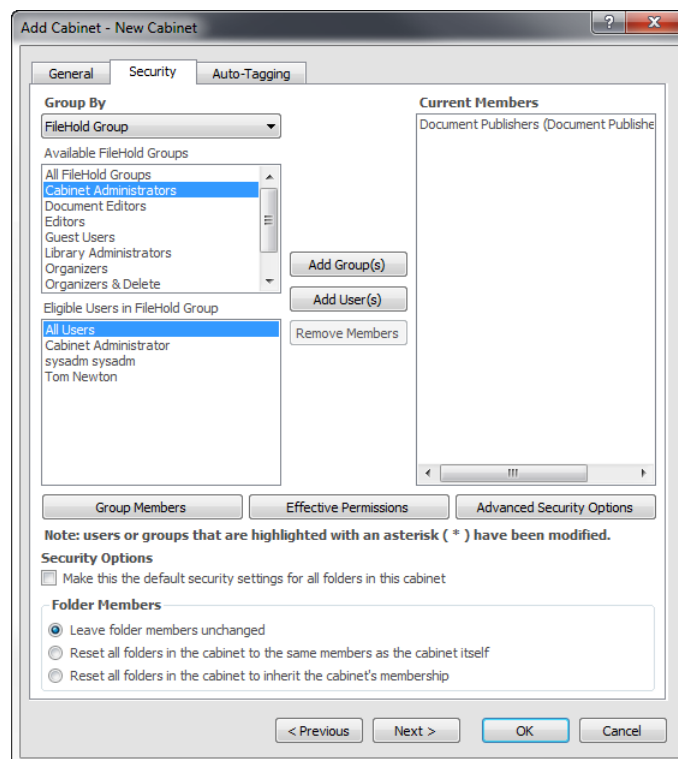 Add Cabinet - New Cabinet
General Security Auto-Tagging
Group By
FileHold Group
Available FileHold Groups
All FileHold Groups
Cabinet Administrators
Document Editors
Editors
Guest Users
Library Administrators
Organizers
Organizers & Delete
Eligible Users in FileHold Group
All Users
Cabinet Administrator
sysadm sysadm
Tom Newton
Add Group(s)
Add User(s)
Remove Members
Current Members
Document Publishers (Document Publishe
Group Members Effective Permissions Advanced Security Options
Note: users or groups that are highlighted with an asterisk ( * ) have been modified.
Security Options
Make this the default security settings for all folders in this cabinet
Folder Members
Leave folder members unchanged
Reset all folders in the cabinet to the same members as the cabinet itself
Reset all folders in the cabinet to inherit the cabinet's membership
< Previous Next > OK Cancel